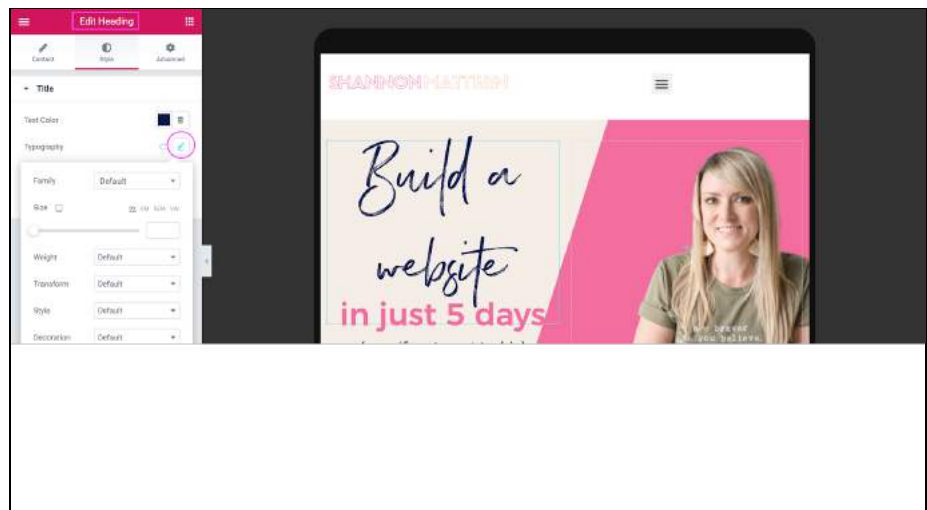 Edit Heading
Content
Style
Advanced
Title
Text Color
Typography
Family
Default
Size
Weight
Default
Transform
Default
Style
Default
Decoration
Default
SHANNON MATTERN
Build a
website
in just 5 days
believe.